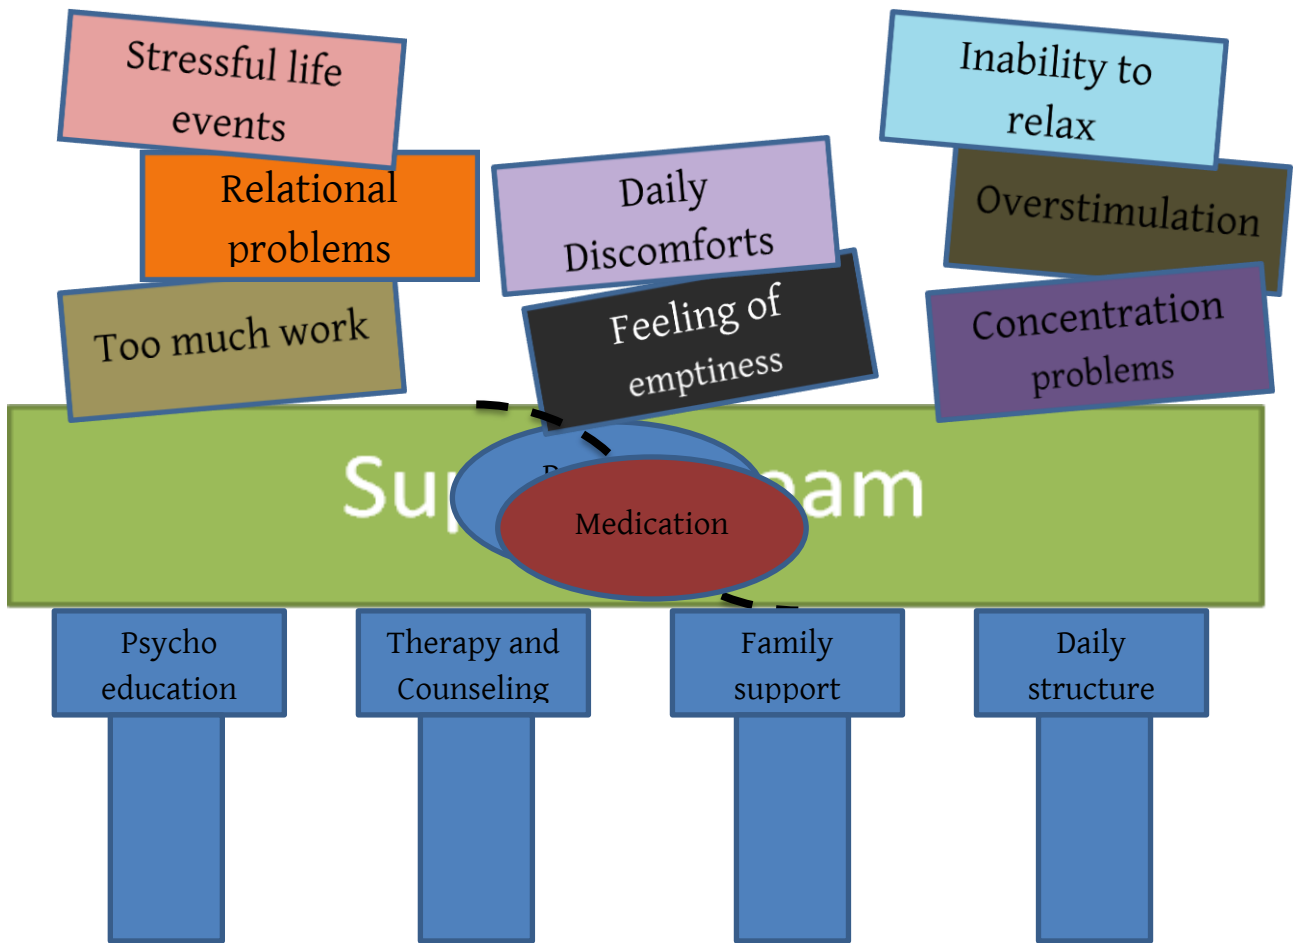 Stressful life
events
Relational
problems
Too much work
Daily
Discomforts
Feeling of
emptiness
Inability to
relax
Overstimulation
Concentration
problems
Medication
Psycho
education
Therapy and
Counseling
Family
support
Daily
structure